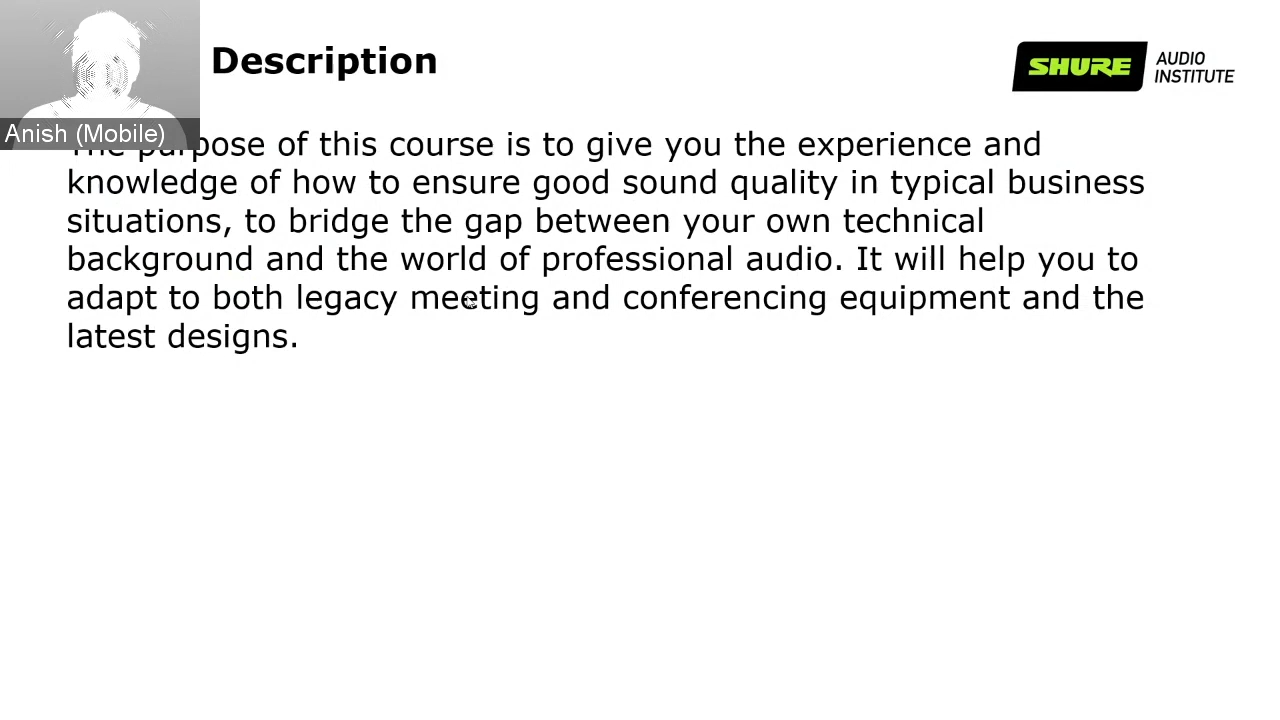 Description
SHURE AUDIO
INSTITUTE
Anish (Mobile)
The purpose of this course is to give you the experience and
knowledge of how to ensure good sound quality in typical business
situations, to bridge the gap between your own technical
background and the world of professional audio. It will help you to
adapt to both legacy meeting and conferencing equipment and the
latest designs.